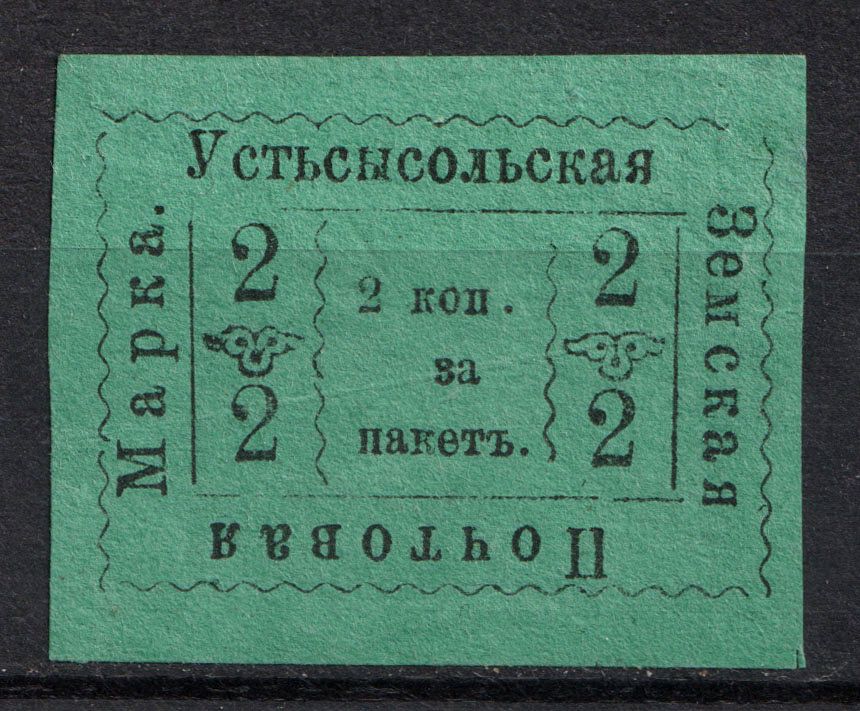 Устьсысольская
Земская
Почтовая
Марка.
2
2
2 коп.
за
пакетъ.
2
2